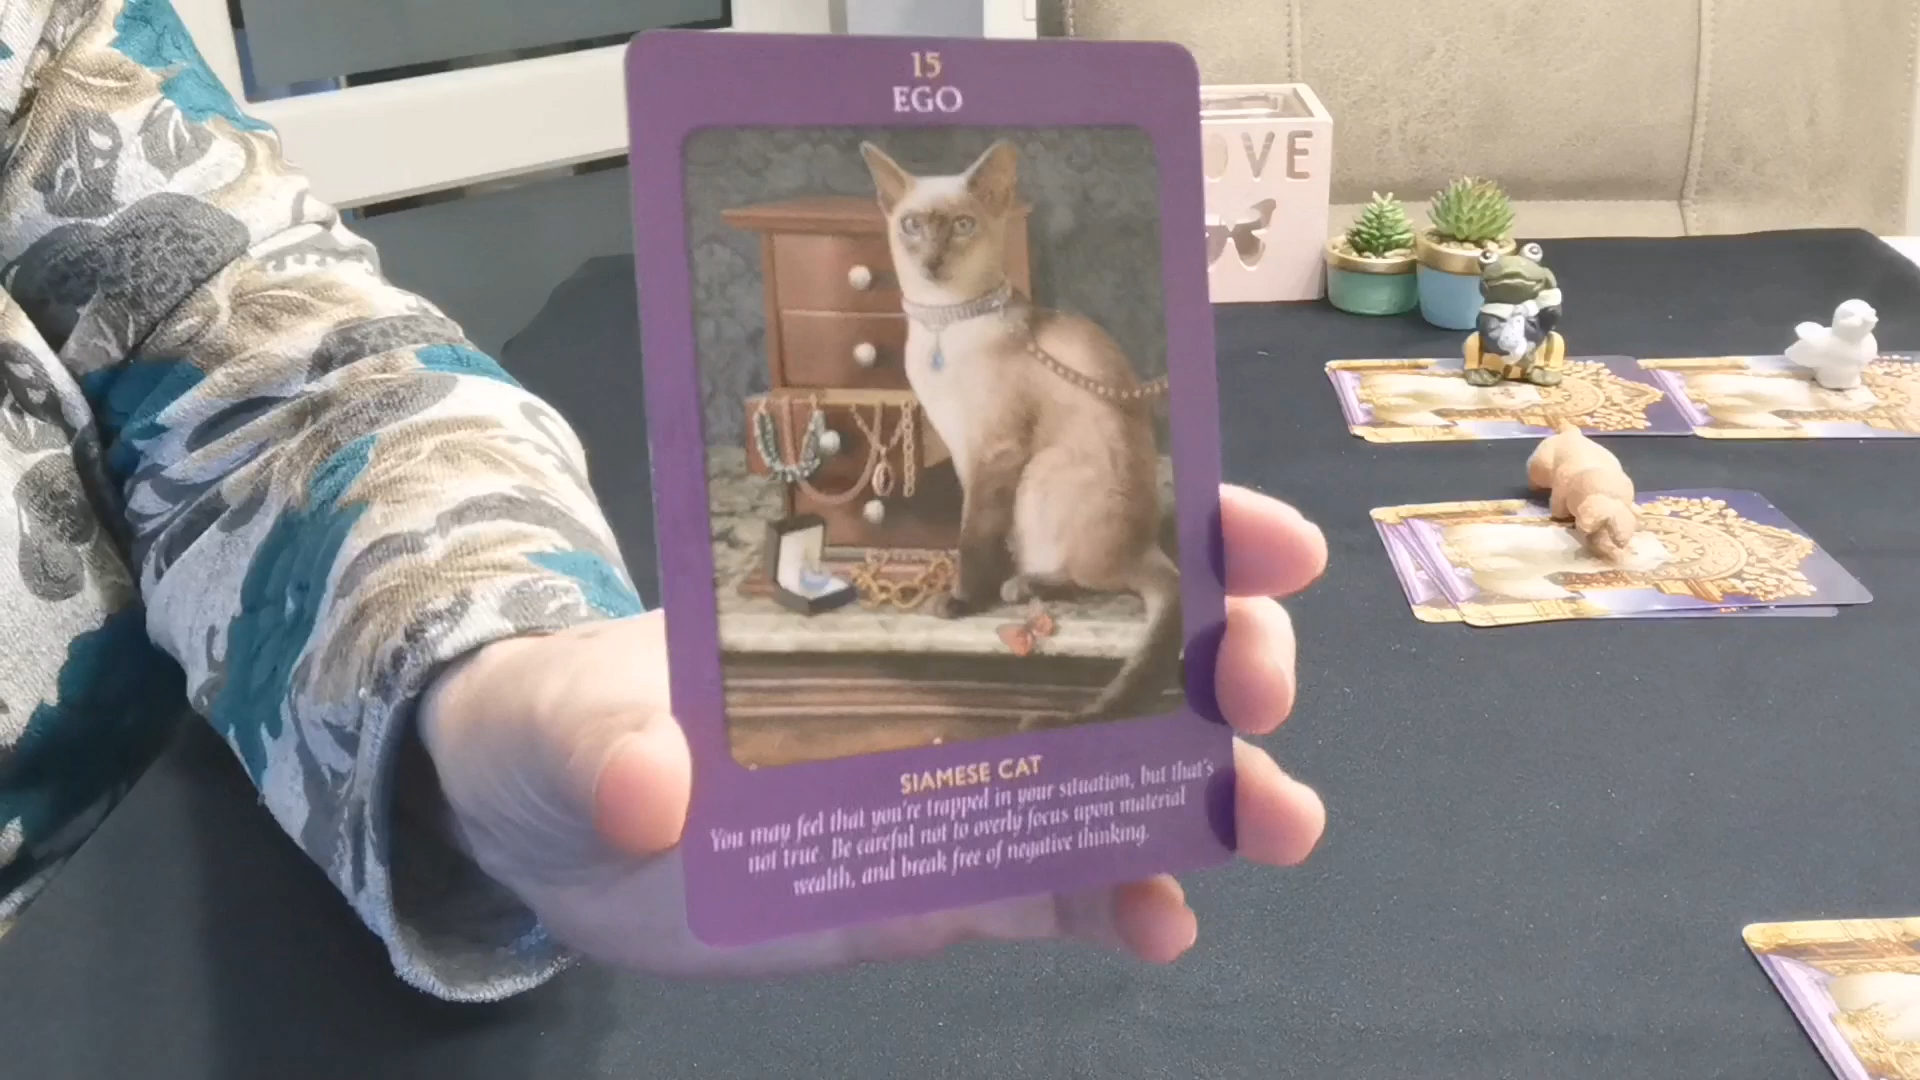 15
EGO
OVE
SIAMESE CAT
You may feel that you're trapped in your situation, but that's
not true. Be careful not to overly focus upon material
wealth, and break free of negative thinking.